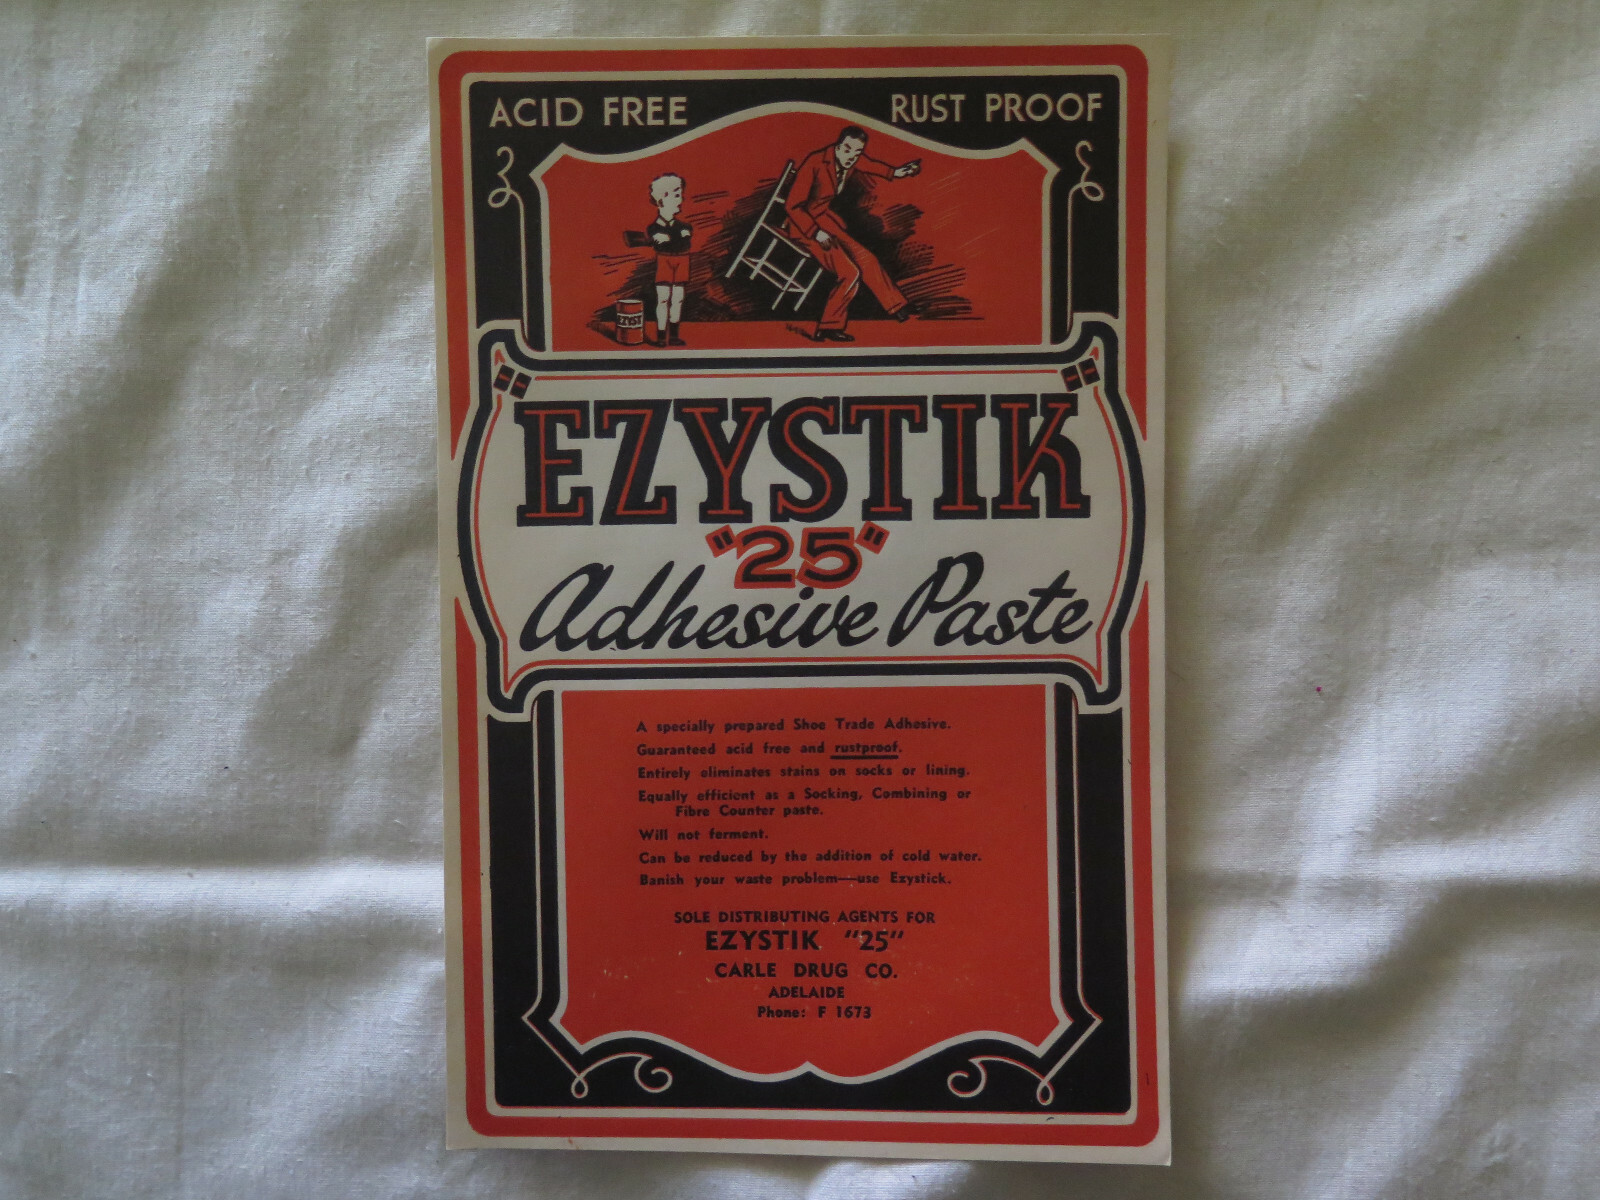 ACID FREE RUST PROOF
EZYST
"EZYSTIK"
"25"
Adhesive Paste
A specially prepared Shoe Trade Adhesive.
Guaranteed acid free and rustproof.
Entirely eliminates stains on socks or lining.
Equally efficient as a Socking, Combining or
Fibre Counter paste.
Will not ferment.
Can be reduced by the addition of cold water.
Banish your waste problem—use Ezystick.
SOLE DISTRIBUTING AGENTS FOR
EZYSTIK "25"
CARLE DRUG CO.
ADELAIDE
Phone: F 1673